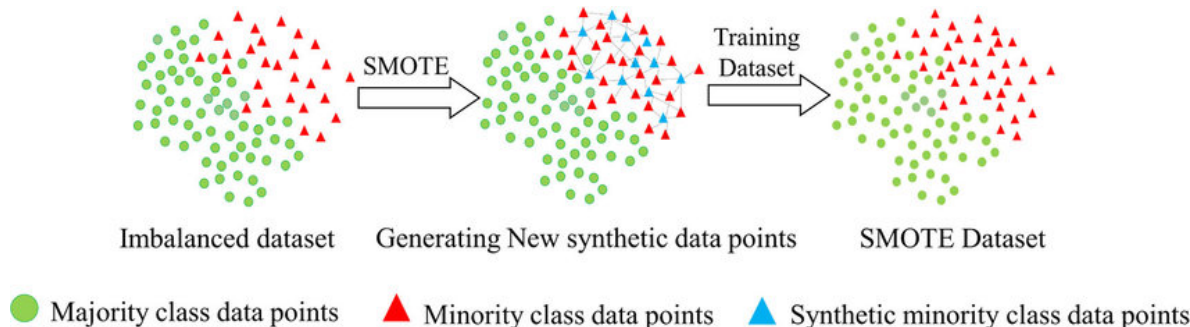 SMOTE
Training
Dataset
Imbalanced dataset
Generating New synthetic data points
SMOTE Dataset
Majority class data points
Minority class data points
Synthetic minority class data points